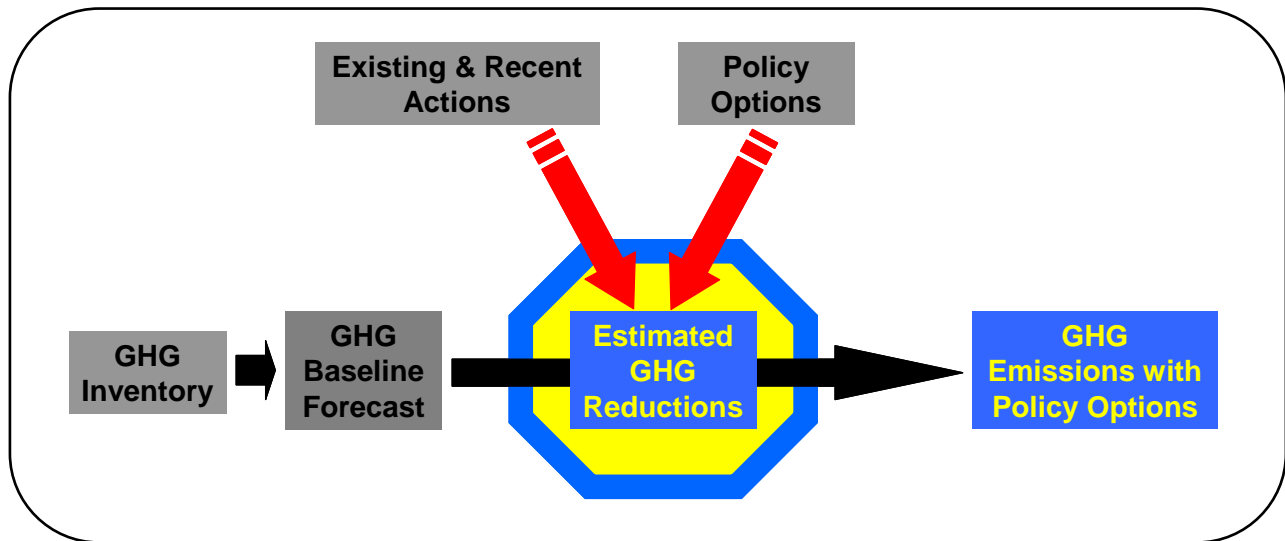 Existing & Recent
Actions
Policy
Options
GHG
Inventory
GHG
Baseline
Forecast
Estimated
GHG
Reductions
GHG
Emissions with
Policy Options